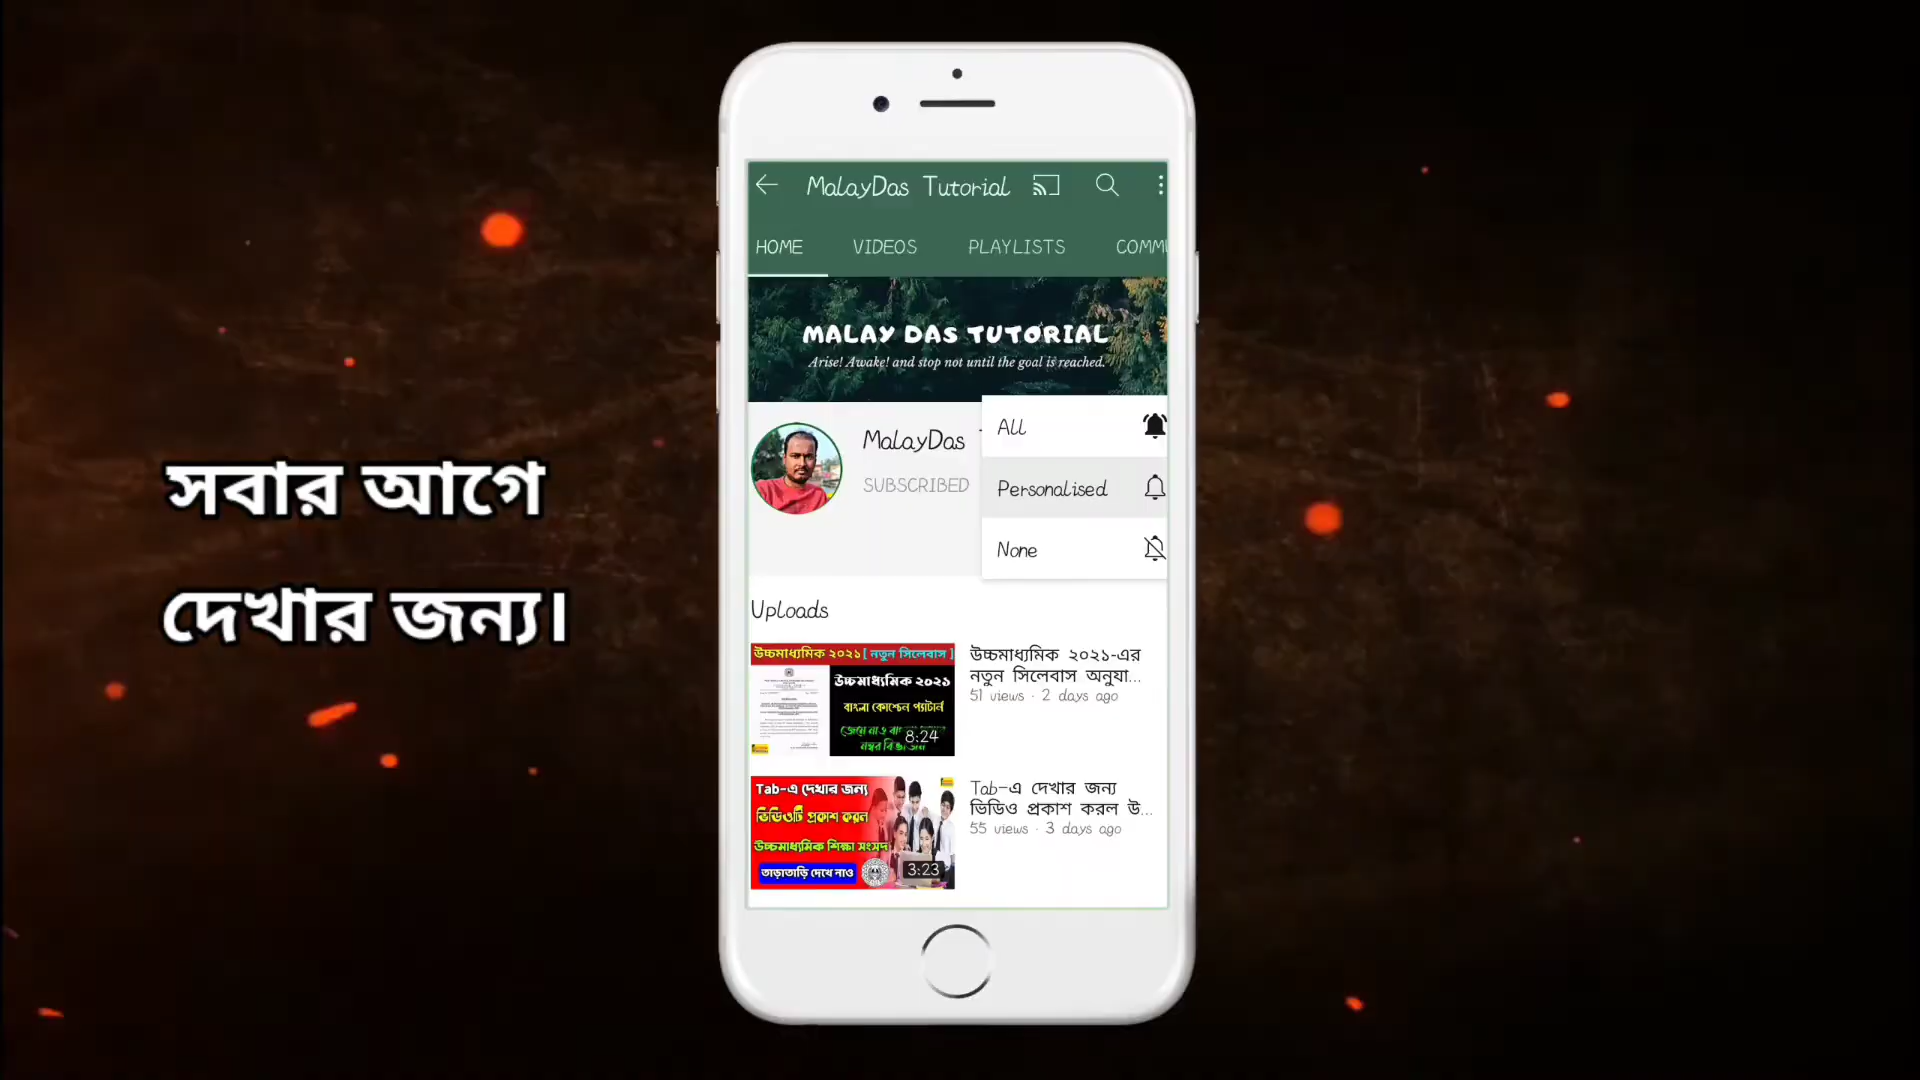 সবার আগে
দেখার জন্য।
MalayDas Tutorial
HOME VIDEOS PLAYLISTS COMMU
MALAY DAS TUTORIAL
Arise! Awake! and stop not until the goal is reached.
MalayDas
SUBSCRIBED
All
Personalised
None
Uploads
উচ্চমাধ্যমিক ২০২১ [ নতুন সিলেবাস ]
উচ্চমাধ্যমিক ২০২১
বাংলা কোশ্চেন প্যাটার্ন
জেনে নাও
8:24
উচ্চমাধ্যমিক ২০২১-এর
নতুন সিলেবাস অনুযা...
51 views · 2 days ago
Tab-এ দেখার জন্য
ভিডিওটি প্রকাশ করল
উচ্চমাধ্যমিক শিক্ষা সংসদ
তাড়াতাড়ি দেখে নাও
3:23
Tab-এ দেখার জন্য
ভিডিও প্রকাশ করল উ...
55 views · 3 days ago